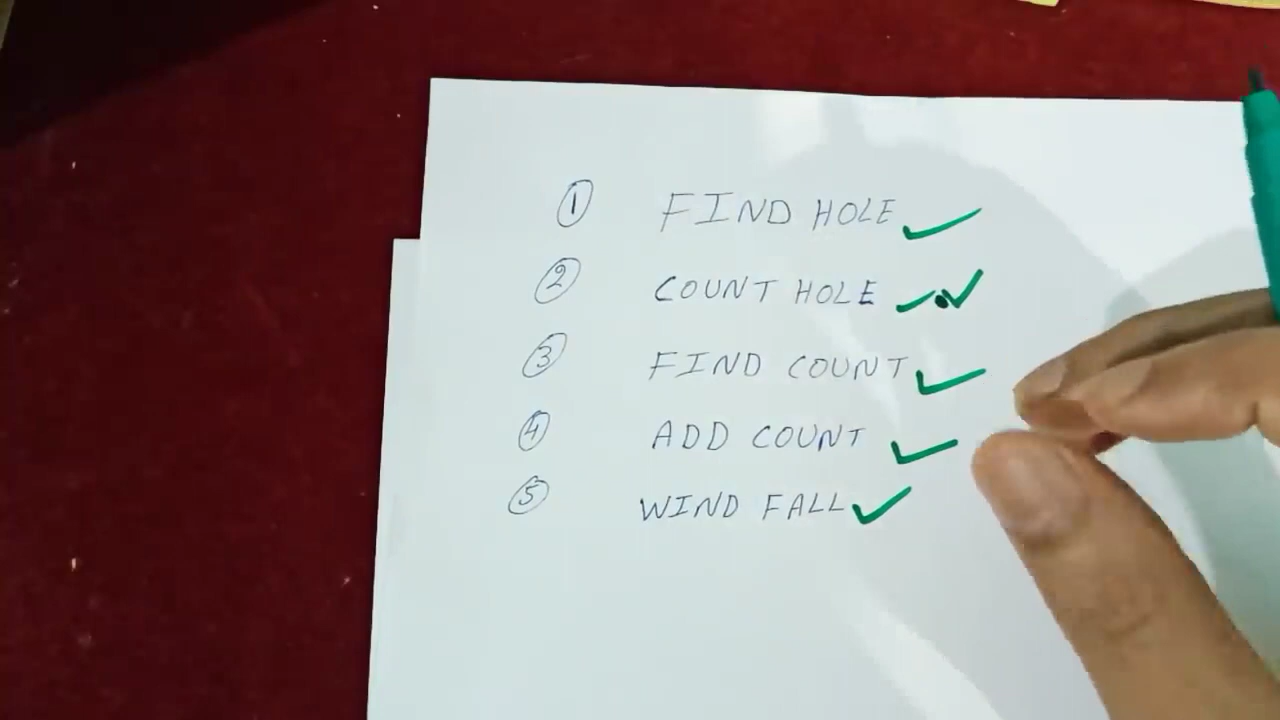 1 FIND HOLE ✓
2 COUNT HOLE ✓✓
3 FIND COUNT ✓
4 ADD COUNT ✓
5 WIND FALL ✓